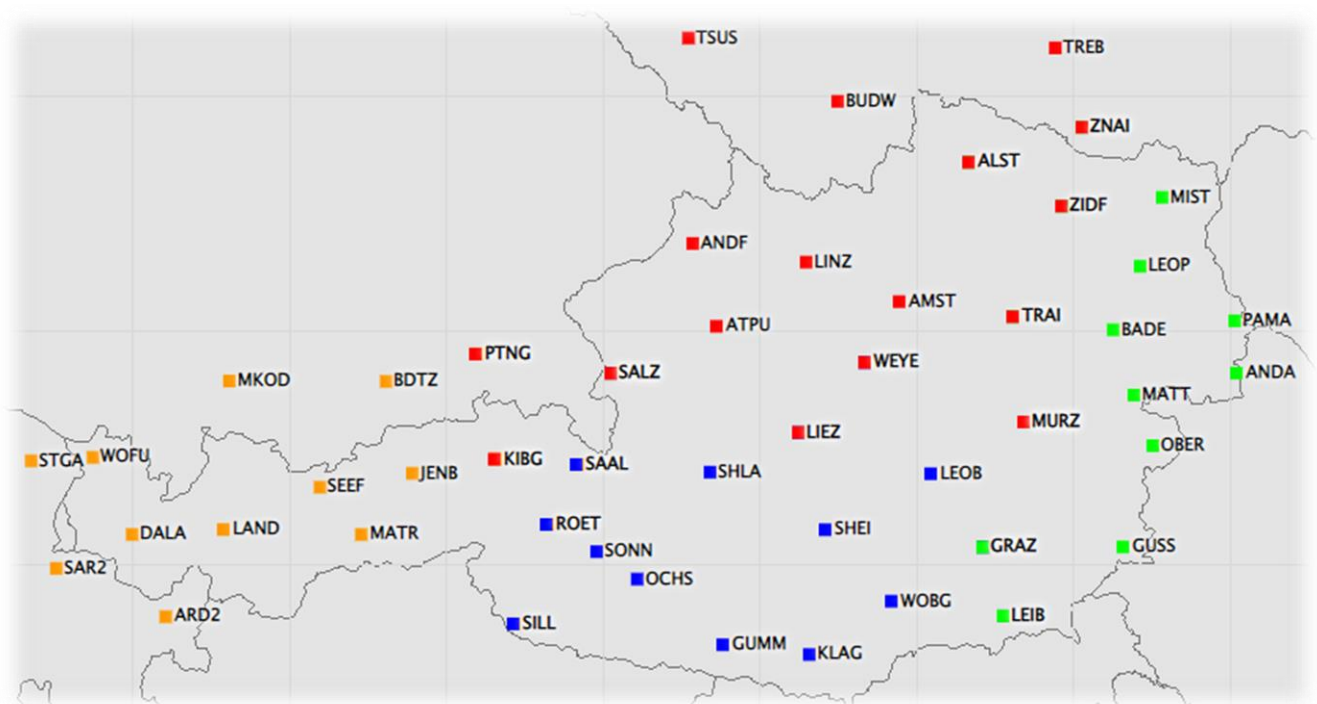 TSUS
TREB
BUDW
ZNAI
ALST
MIST
ZIDF
ANDF
LINZ
LEOP
AMST
TRAI
PAMA
ATPU
BADE
PTNG
WEYE
SALZ
ANDA
MKOD
BDTZ
MATT
MURZ
LIEZ
OBER
STGA
WOFU
KIBG
SAAL
JENB
SHLA
LEOB
SEEF
ROET
LAND
SHEI
DALA
MATR
GRAZ
GUSS
SONN
SAR2
OCHS
WOBG
ARD2
LEIB
SILL
GUMM
KLAG